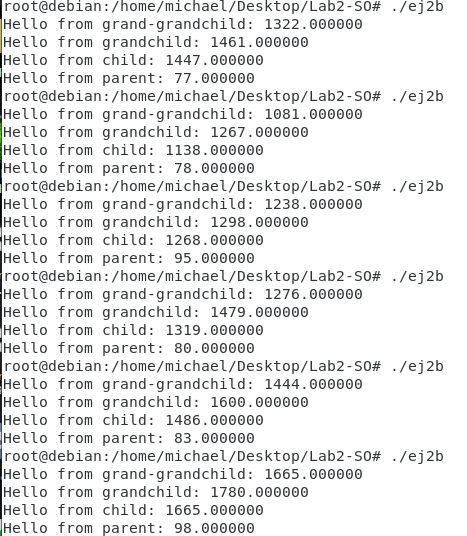 root@debian:/home/michael/Desktop/Lab2-SO# ./ej2b
Hello from grand-grandchild: 1322.000000
Hello from grandchild: 1461.000000
Hello from child: 1447.000000
Hello from parent: 77.000000
root@debian:/home/michael/Desktop/Lab2-SO# ./ej2b
Hello from grand-grandchild: 1081.000000
Hello from grandchild: 1267.000000
Hello from child: 1138.000000
Hello from parent: 78.000000
root@debian:/home/michael/Desktop/Lab2-SO# ./ej2b
Hello from grand-grandchild: 1238.000000
Hello from grandchild: 1298.000000
Hello from child: 1268.000000
Hello from parent: 95.000000
root@debian:/home/michael/Desktop/Lab2-SO# ./ej2b
Hello from grand-grandchild: 1276.000000
Hello from grandchild: 1479.000000
Hello from child: 1319.000000
Hello from parent: 80.000000
root@debian:/home/michael/Desktop/Lab2-SO# ./ej2b
Hello from grand-grandchild: 1444.000000
Hello from grandchild: 1600.000000
Hello from child: 1486.000000
Hello from parent: 83.000000
root@debian:/home/michael/Desktop/Lab2-SO# ./ej2b
Hello from grand-grandchild: 1665.000000
Hello from grandchild: 1780.000000
Hello from child: 1665.000000
Hello from parent: 98.000000